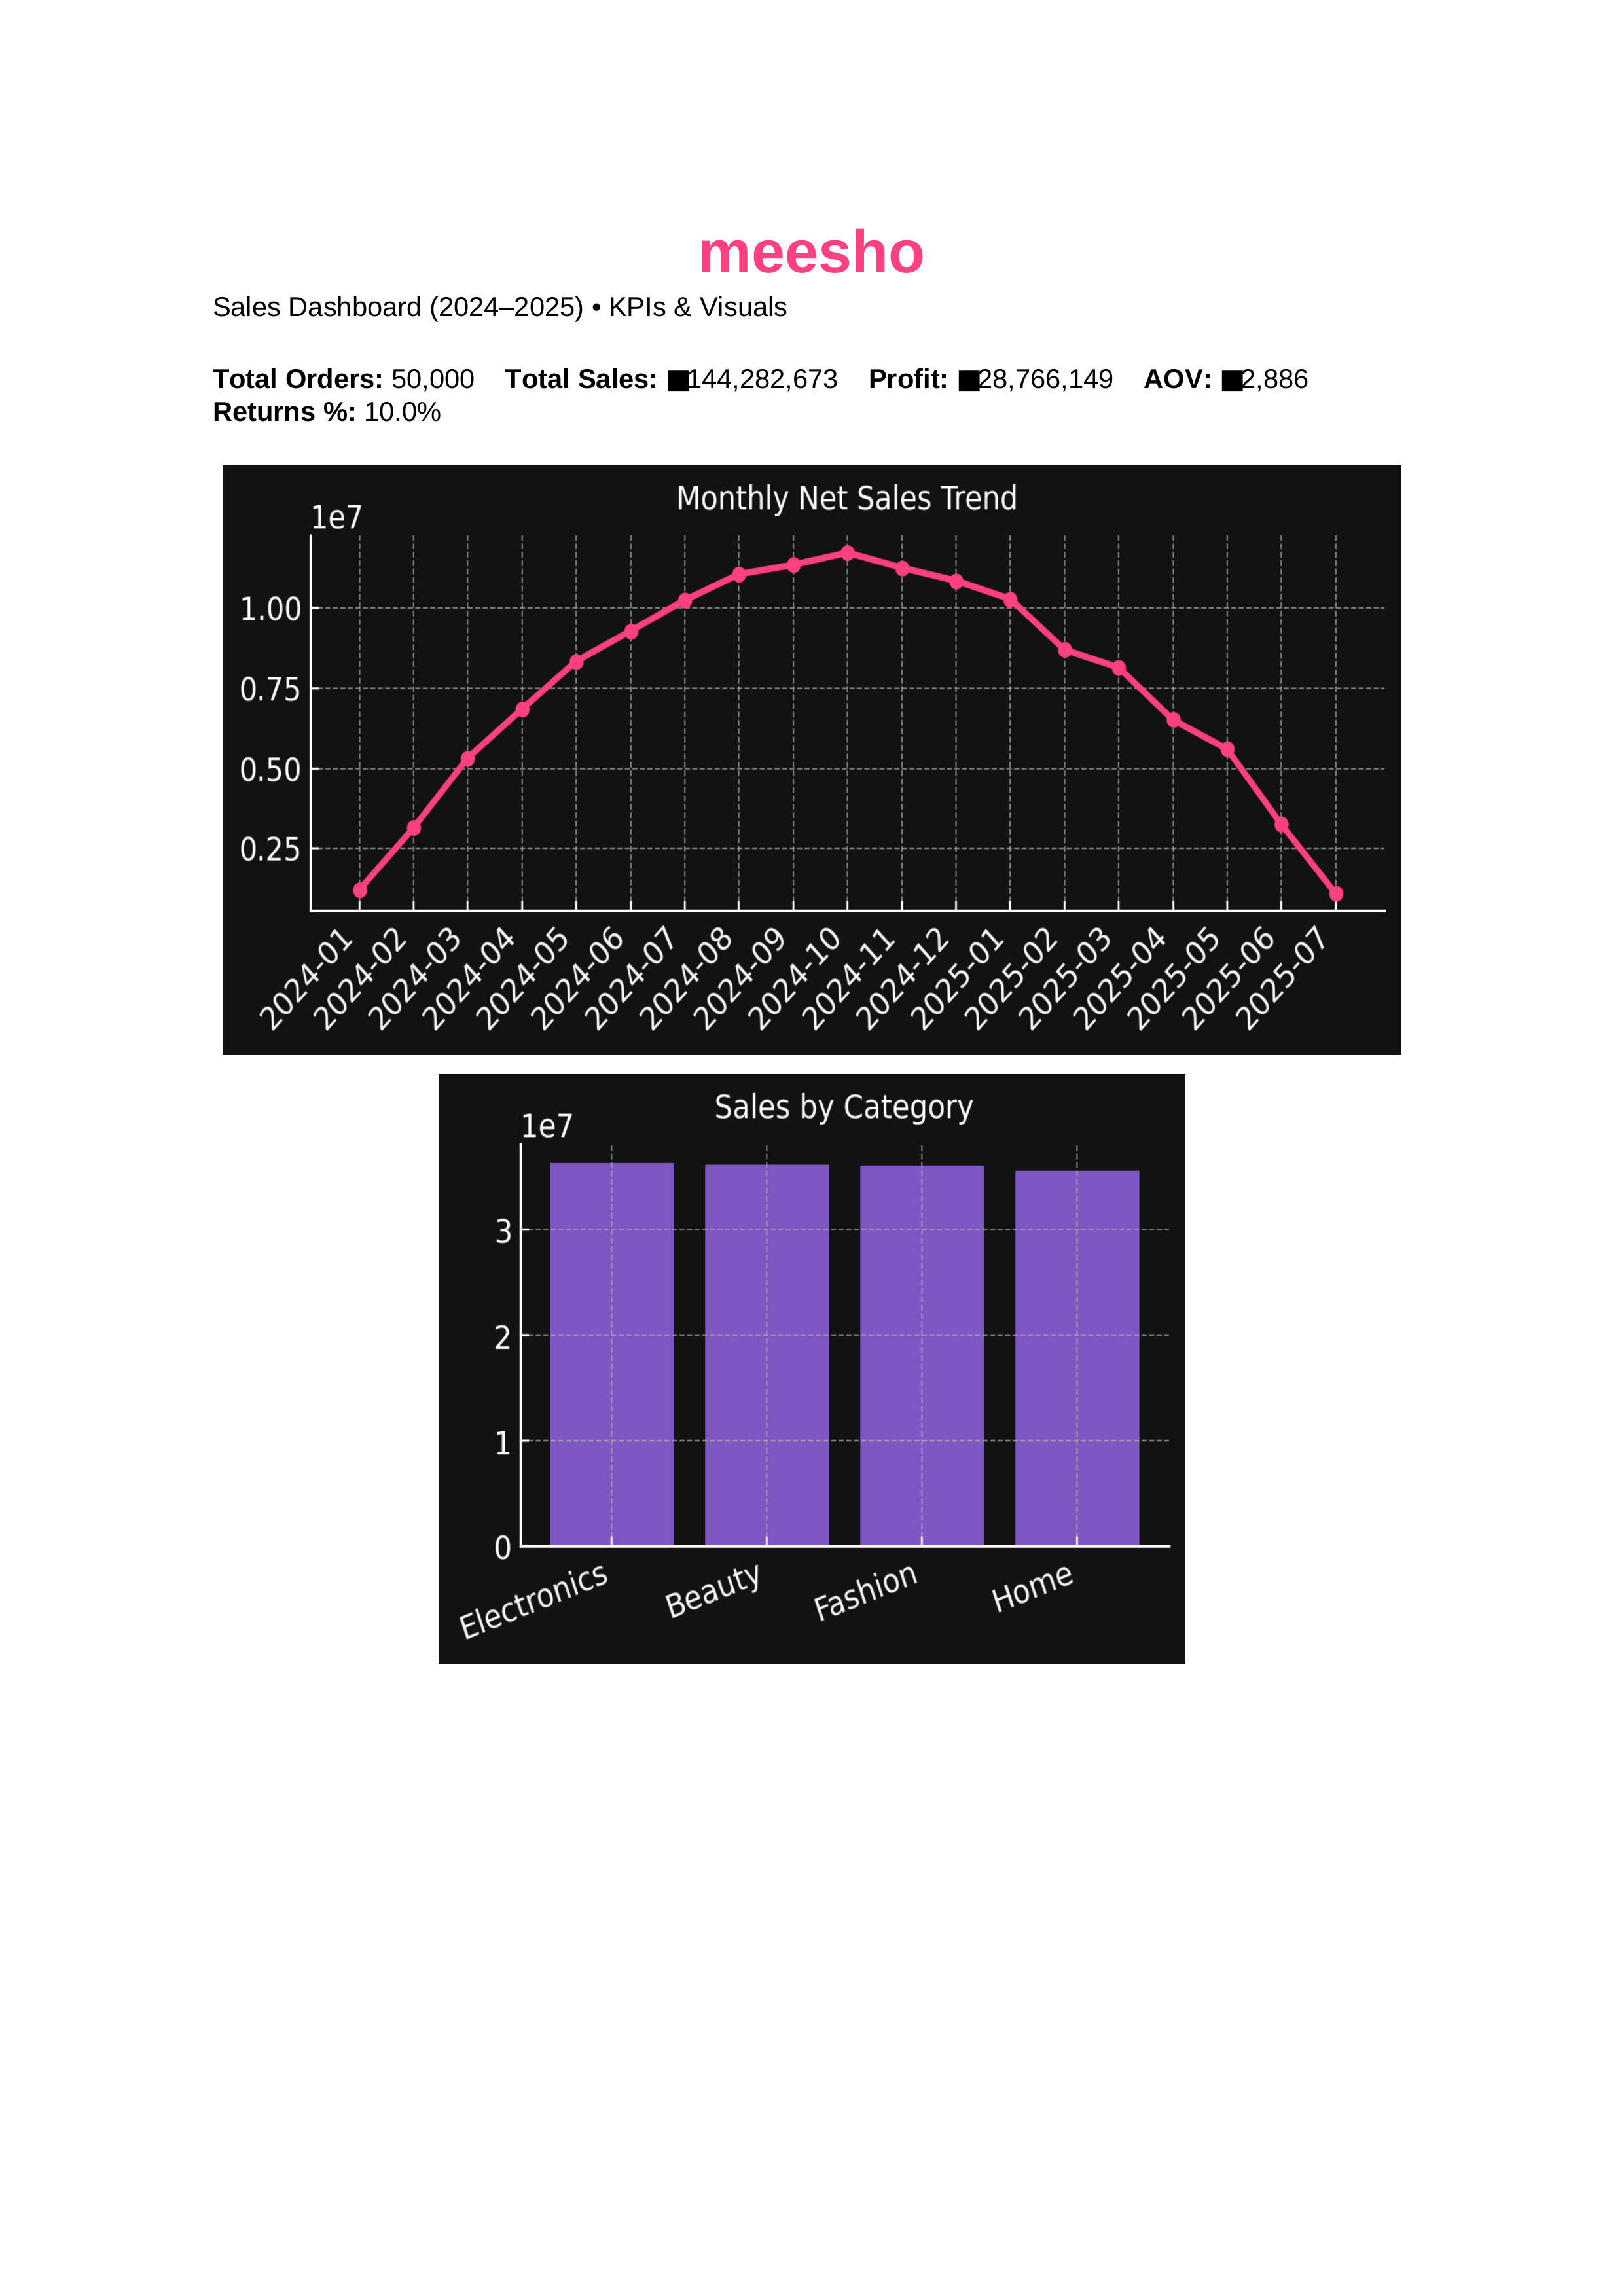 meesho
Sales Dashboard (2024–2025) • KPIs & Visuals
Total Orders: 50,000 Total Sales: ■144,282,673 Profit: ■28,766,149 AOV: ■2,886
Returns %: 10.0%
Monthly Net Sales Trend
1e7
1.00
0.75
0.50
0.25
2024-01
2024-02
2024-03
2024-04
2024-05
2024-06
2024-07
2024-08
2024-09
2024-10
2024-11
2024-12
2025-01
2025-02
2025-03
2025-04
2025-05
2025-06
2025-07
Sales by Category
1e7
3
2
1
0
Electronics
Beauty
Fashion
Home